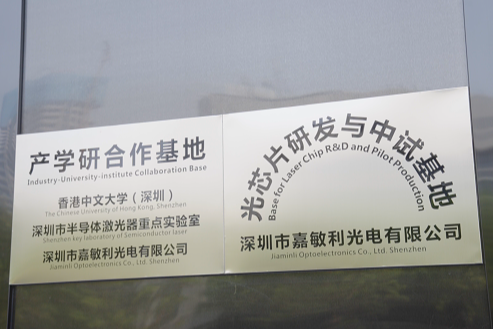 产学研合作基地
Industry-University-institute Collaboration Base
香港中文大学（深圳）
The Chinese University of Hong Kong, Shenzhen
深圳市半导体激光器重点实验室
Shenzhen key laboratory of Semiconductor laser
深圳市嘉敏利光电有限公司
Jiaminli Optoelectronics Co., Ltd. Shenzhen
光芯片研发与中试基地
Base for Laser Chip R&D and Pilot Production
深圳市嘉敏利光电有限公司
Jiaminli Optoelectronics Co., Ltd. Shenzhen